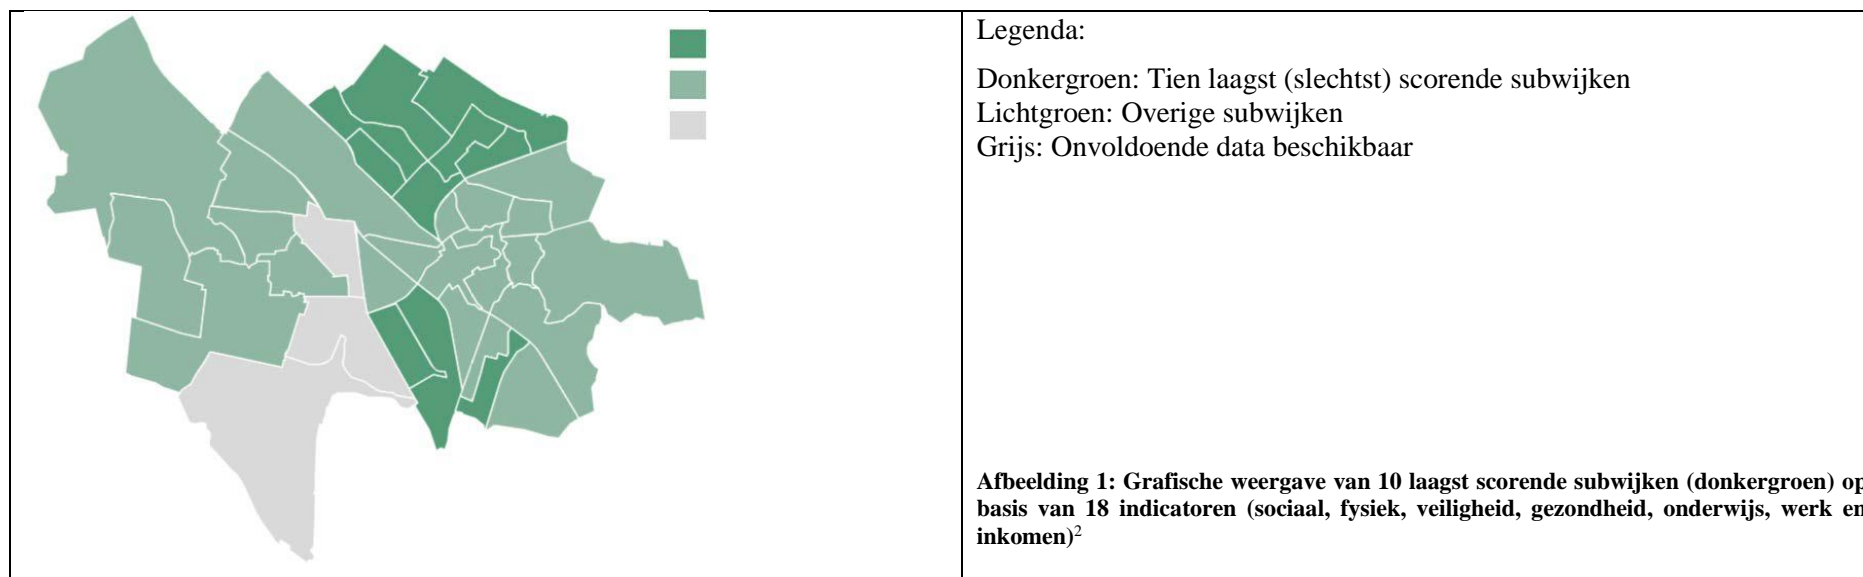 Legenda:
Donkergroen: Tien laagst (slechtst) scorende subwijken
Lichtgroen: Overige subwijken
Grijs: Onvoldoende data beschikbaar
Afbeelding 1: Grafische weergave van 10 laagst scorende subwijken (donkergroen) op
basis van 18 indicatoren (sociaal, fysiek, veiligheid, gezondheid, onderwijs, werk en
inkomen)²